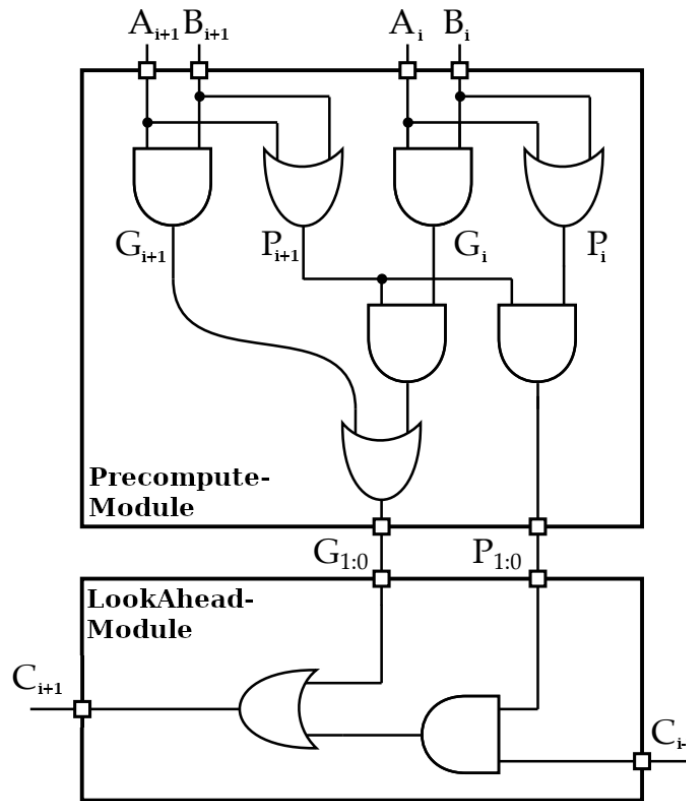 A_{i+1} B_{i+1} A_i B_i
G_{i+1} P_{i+1} G_i P_i
Precompute-
Module
G_{1:0} P_{1:0}
LookAhead-
Module
C_{i+1}
C_{i-